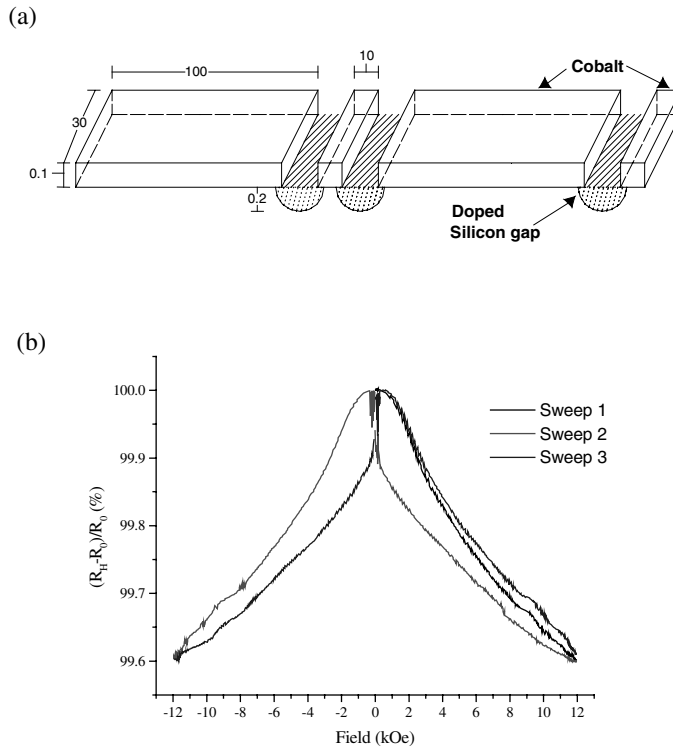 (a)
10
100
Cobalt
30
0.1
0.2
Doped
Silicon gap
(b)
100.0
99.9
99.8
99.7
99.6
(R_H-R_0)/R_0 (%)
Sweep 1
Sweep 2
Sweep 3
-12 -10 -8 -6 -4 -2 0 2 4 6 8 10 12
Field (kOe)